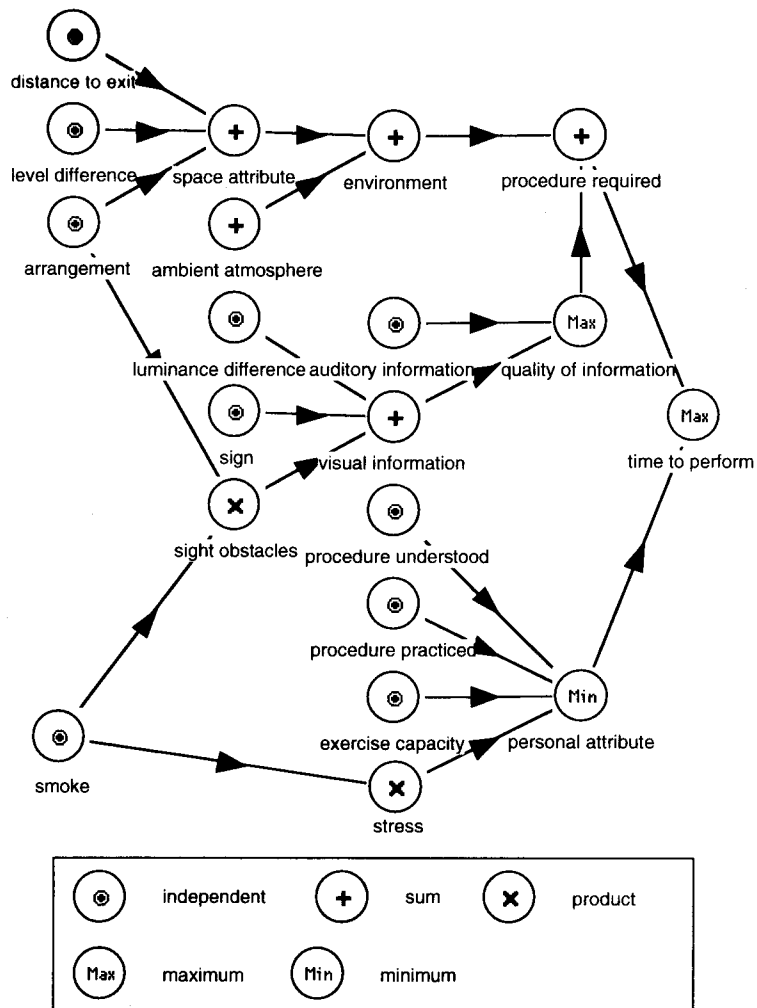 distance to exit
level difference
+
space attribute
+
environment
+
procedure required
arrangement
+
ambient atmosphere
luminance difference
auditory information
Max
quality of information
sign
+
visual information
Max
time to perform
×
sight obstacles
procedure understood
procedure practiced
exercise capacity
Min
personal attribute
smoke
×
stress
independent
+ sum
× product
Max maximum
Min minimum